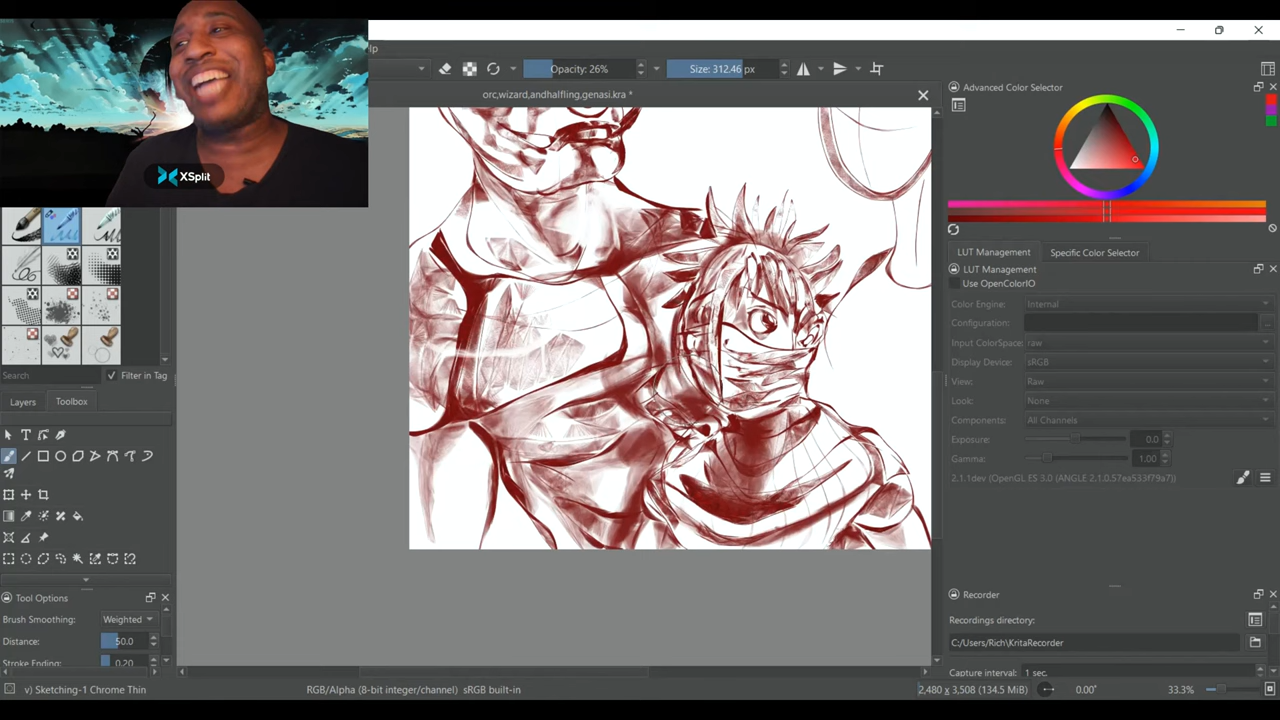 XSplit
lp
Opacity: 26%
Size: 312.46 px
orc,wizard,andhalfling,genasi.kra *
Advanced Color Selector
LUT Management
Specific Color Selector
LUT Management
Use OpenColorIO
Color Engine:
Internal
Configuration:
...
Input ColorSpace:
raw
Display Device:
sRGB
View:
Raw
Look:
None
Components:
All Channels
Exposure:
0.0
Gamma:
1.00
2.1.1dev (OpenGL ES 3.0 (ANGLE 2.1.0.57ea533f79a7))
Search
Filter in Tag
Layers
Toolbox
Tool Options
Brush Smoothing:
Weighted
Distance:
50.0
Stroke Ending:
0.20
Recorder
Recordings directory:
C:/Users/Rich\KritaRecorder
Capture interval:
1 sec.
v) Sketching-1 Chrome Thin
RGB/Alpha (8-bit integer/channel) sRGB built-in
2,480 x 3,508 (134.5 MiB)
0.00°
33.3%